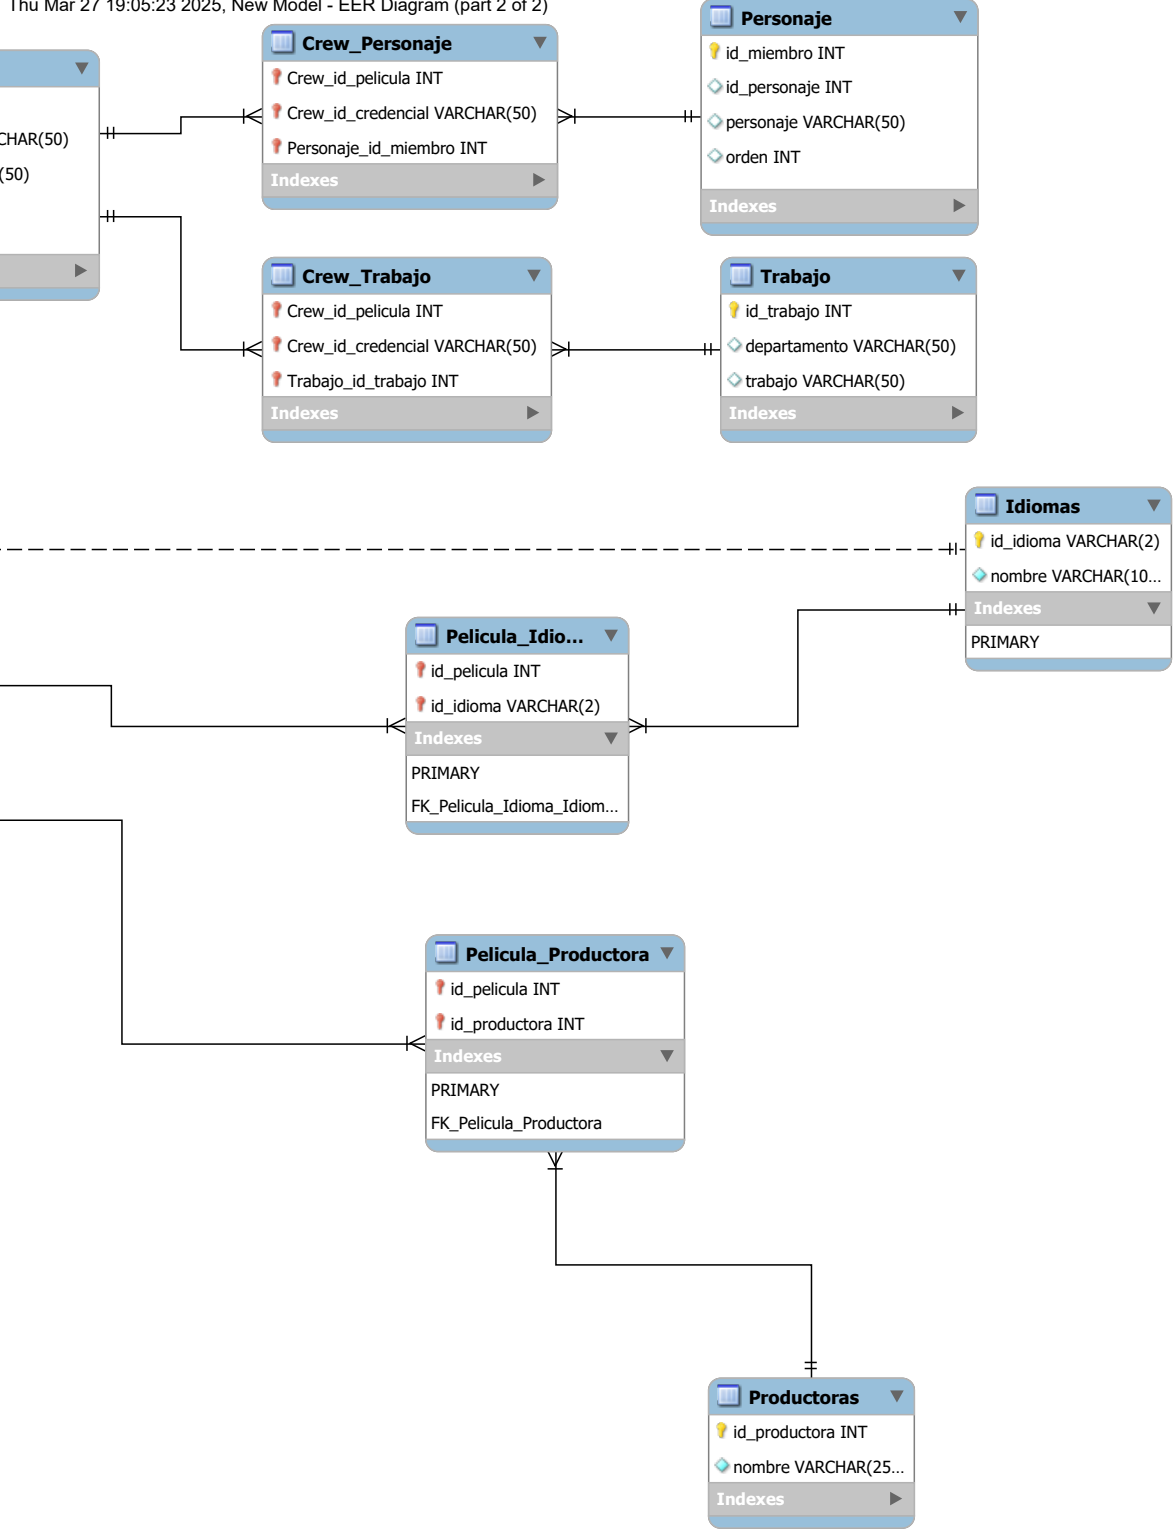 Thu Mar 27 19:05:23 2025, New Model - EER Diagram (part 2 of 2)
CHAR(50)
(50)
Crew_Personaje
Crew_id_pelicula INT
Crew_id_credencial VARCHAR(50)
Personaje_id_miembro INT
Indexes
Personaje
id_miembro INT
id_personaje INT
personaje VARCHAR(50)
orden INT
Indexes
Crew_Trabajo
Crew_id_pelicula INT
Crew_id_credencial VARCHAR(50)
Trabajo_id_trabajo INT
Indexes
Trabajo
id_trabajo INT
departamento VARCHAR(50)
trabajo VARCHAR(50)
Indexes
Idiomas
id_idioma VARCHAR(2)
nombre VARCHAR(10...
Indexes
PRIMARY
Pelicula_Idio...
id_pelicula INT
id_idioma VARCHAR(2)
Indexes
PRIMARY
FK_Pelicula_Idioma_Idiom...
Pelicula_Productora
id_pelicula INT
id_productora INT
Indexes
PRIMARY
FK_Pelicula_Productora
Productoras
id_productora INT
nombre VARCHAR(25...
Indexes